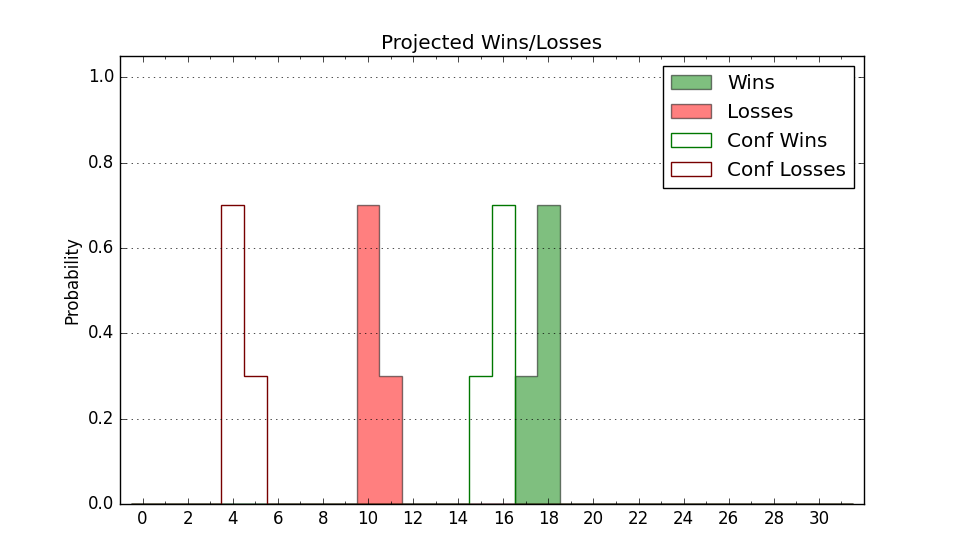 Projected Wins/Losses
Probability
1.0
0.8
0.6
0.4
0.2
0.0
0 2 4 6 8 10 12 14 16 18 20 22 24 26 28 30
Wins
Losses
Conf Wins
Conf Losses